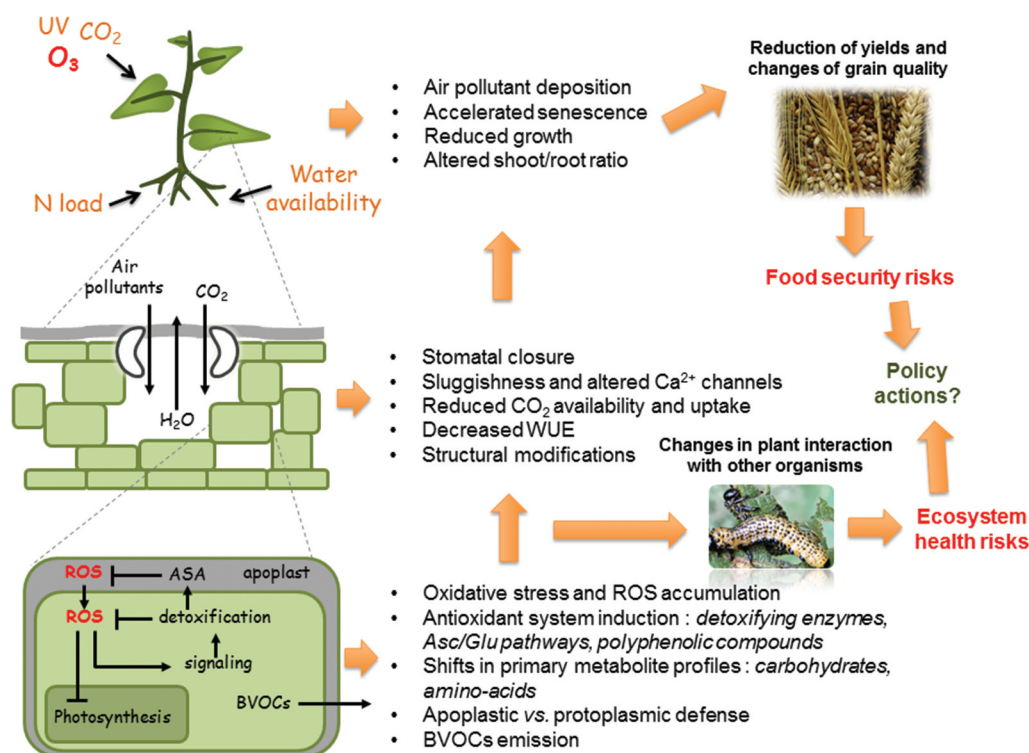 UV CO₂
O₃
N load
Water
availability
• Air pollutant deposition
• Accelerated senescence
• Reduced growth
• Altered shoot/root ratio
Reduction of yields and
changes of grain quality
Food security risks
Policy
actions?
Air
pollutants
CO₂
H₂O
• Stomatal closure
• Sluggishness and altered Ca²⁺ channels
• Reduced CO₂ availability and uptake
• Decreased WUE
• Structural modifications
Changes in plant interaction
with other organisms
Ecosystem
health risks
ROS
ASA
apoplast
ROS
detoxification
signaling
BVOCs
Photosynthesis
• Oxidative stress and ROS accumulation
• Antioxidant system induction : detoxifying enzymes,
Asc/Glu pathways, polyphenolic compounds
• Shifts in primary metabolite profiles : carbohydrates,
amino-acids
• Apoplastic vs. protoplasmic defense
• BVOCs emission